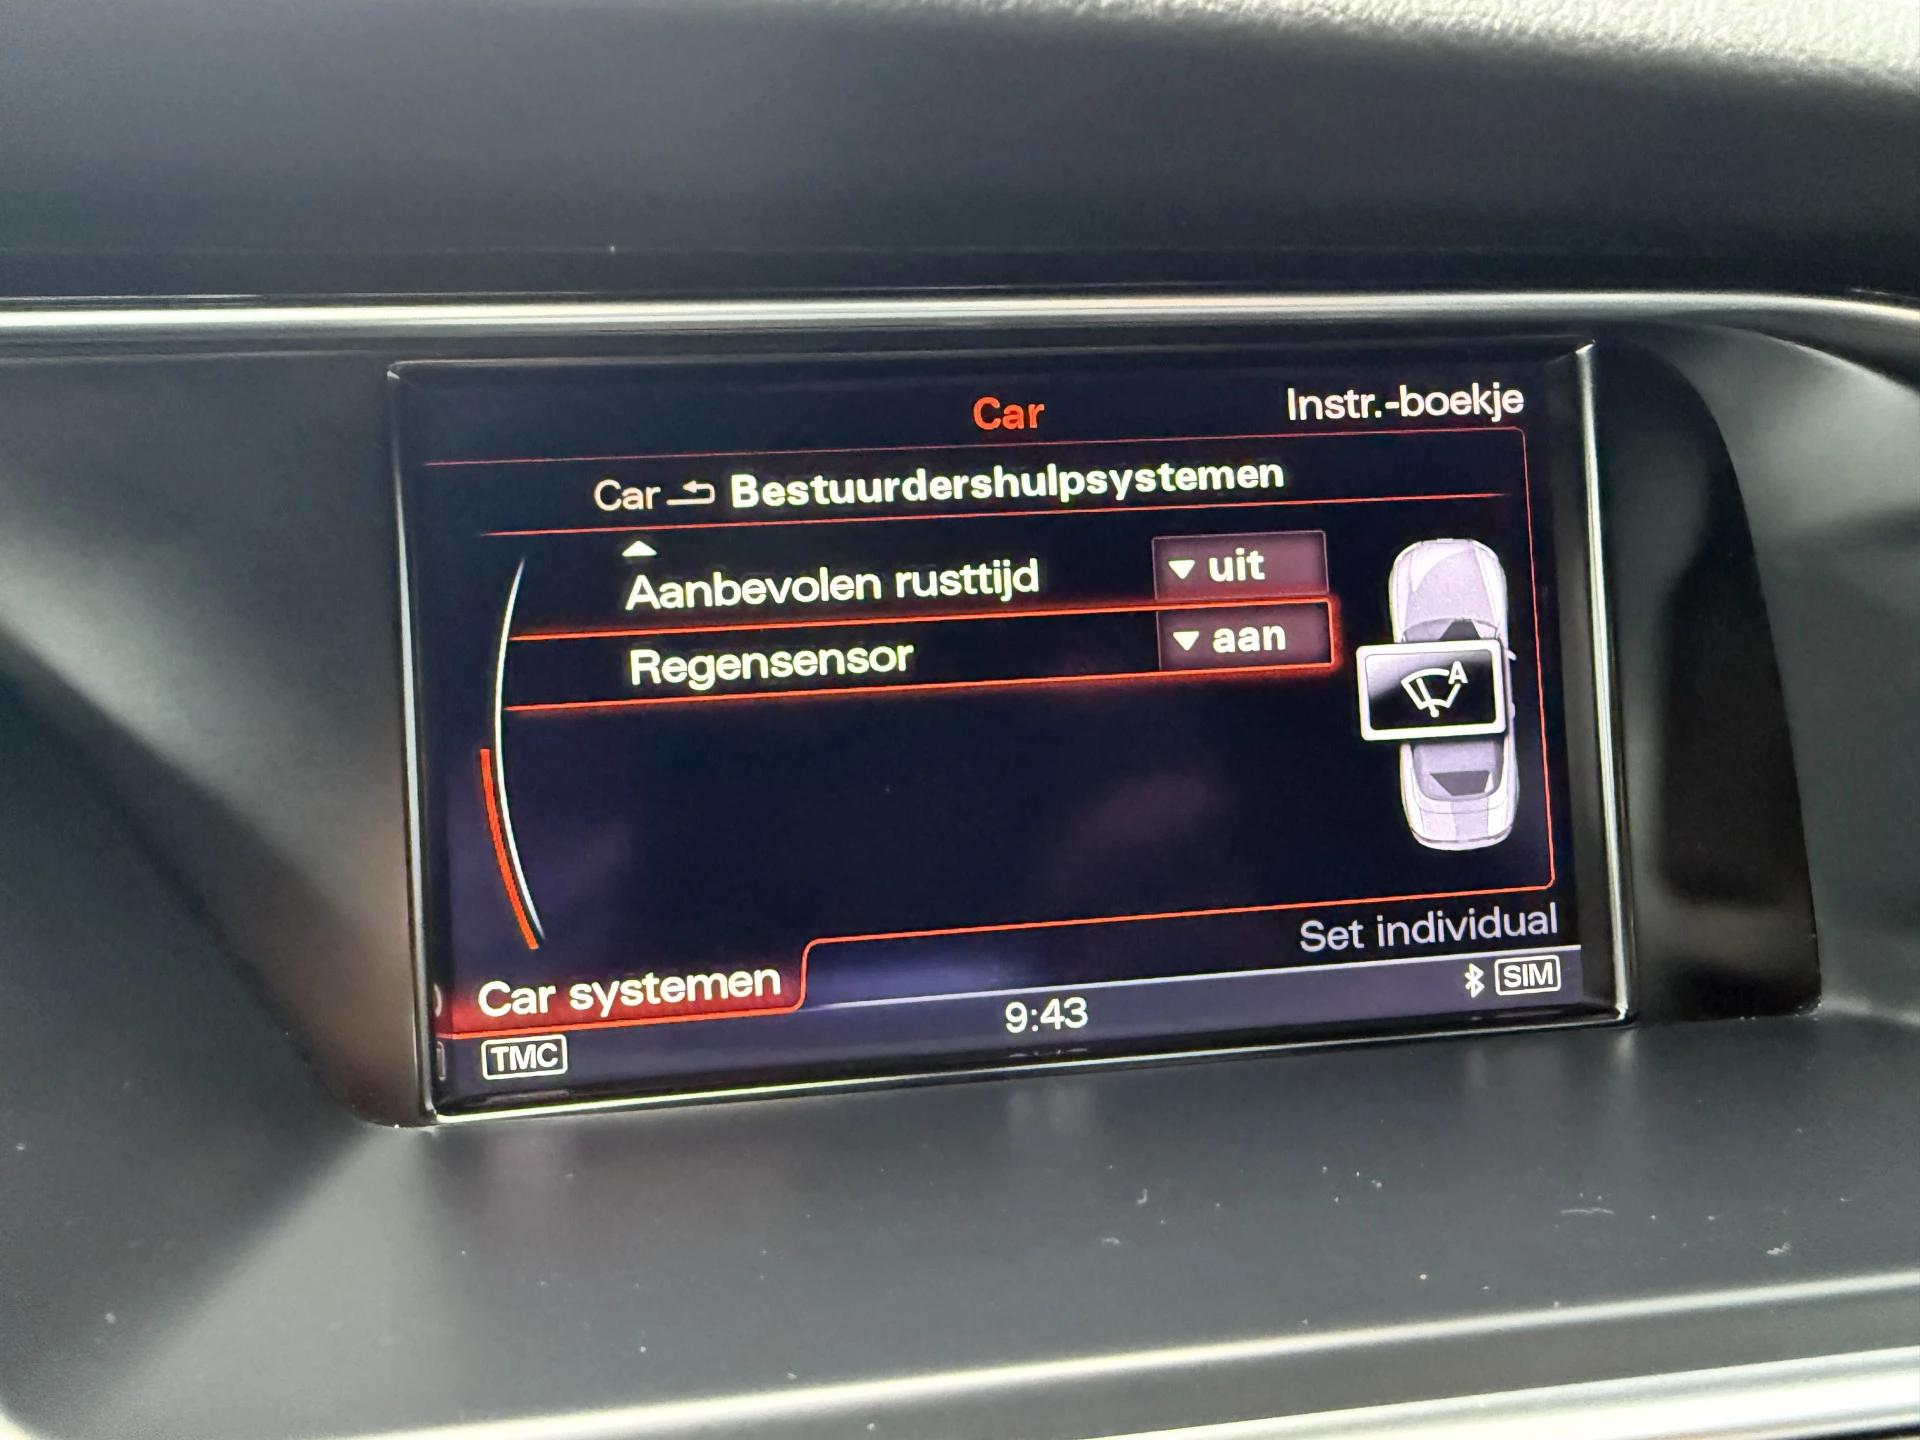 Car
Instr.-boekje
Car Bestuurdershulpsystemen
Aanbevolen rusttijd uit
Regensensor aan
A
Set individual
Car systemen
SIM
9:43
TMC